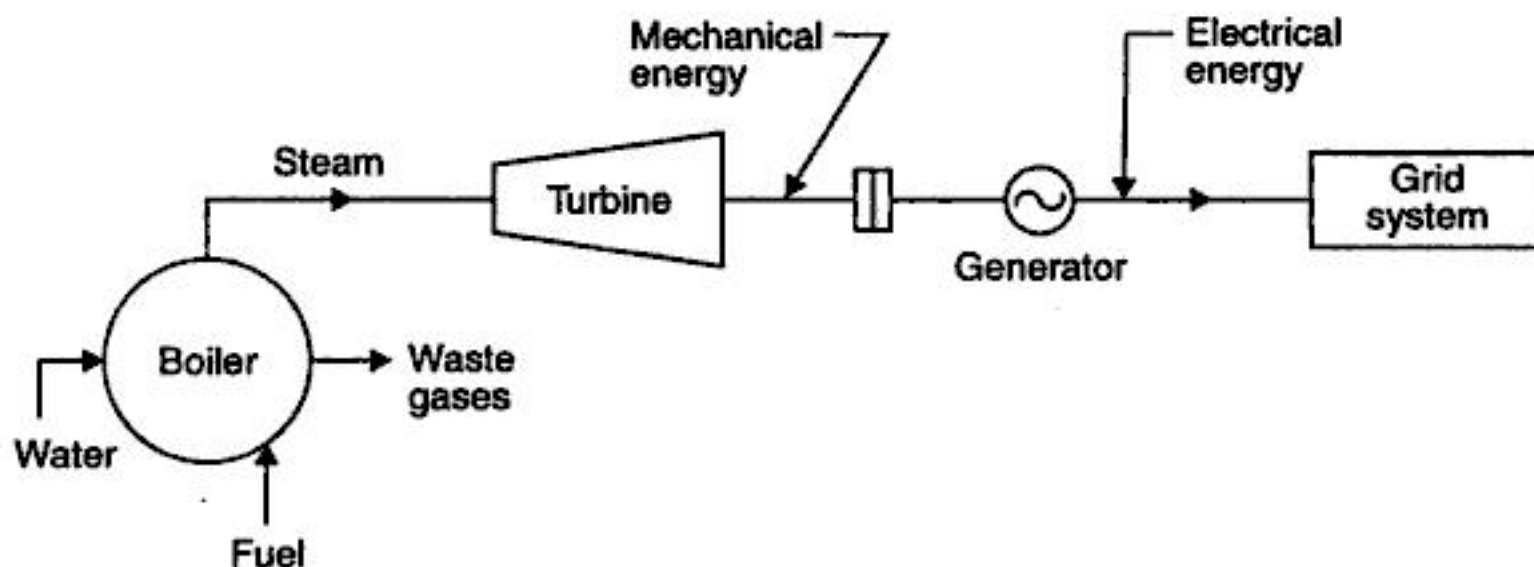 Mechanical
energy
Electrical
energy
Steam
Turbine
Grid
system
Generator
Boiler
Waste
gases
Water
Fuel